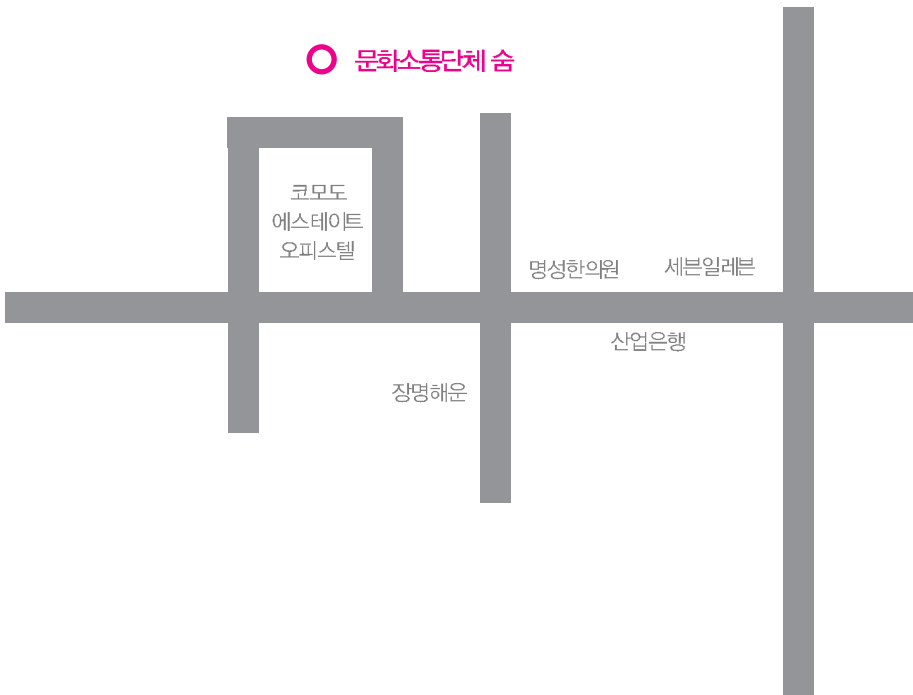 문화소통단체 숨
코모도
에스테이트
오피스텔
명성한의원
세븐일레븐
산업은행
장명해운